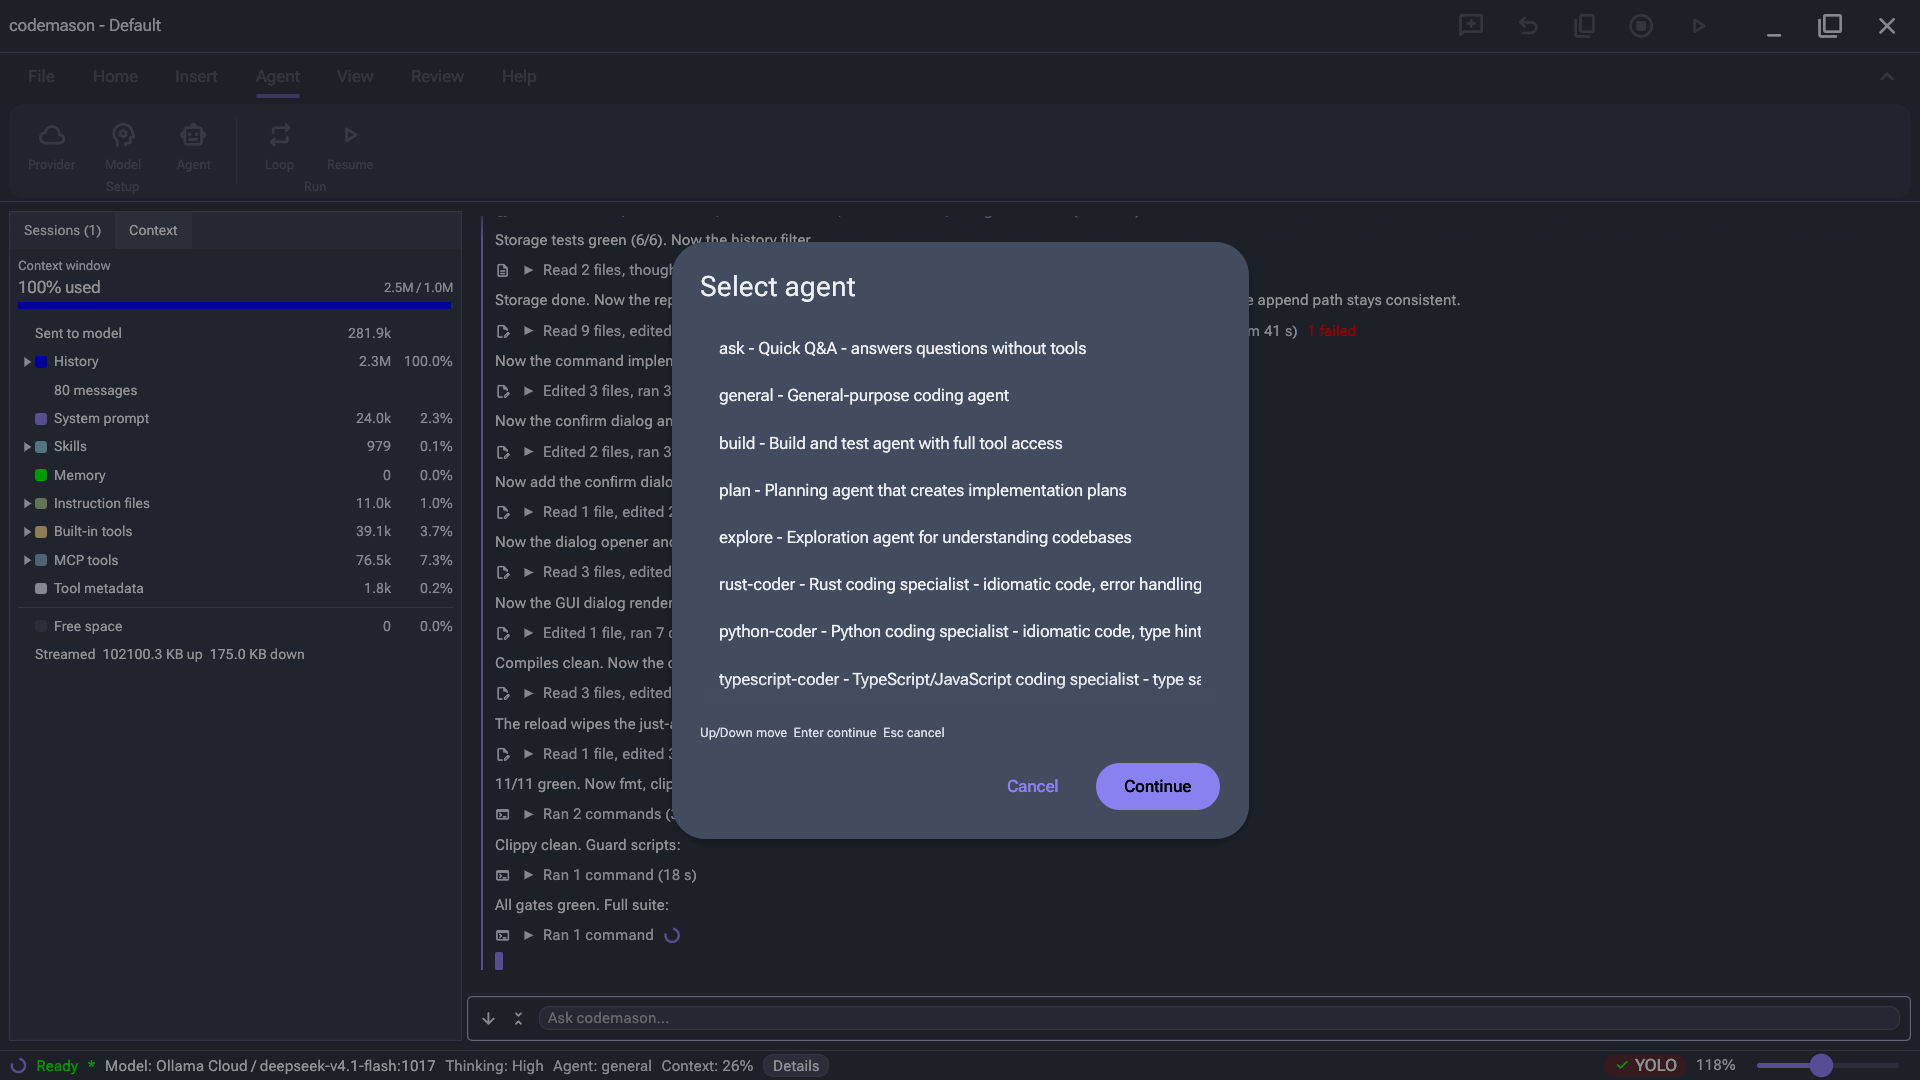 codemason - Default
File Home Insert Agent View Review Help
Provider Model Agent Loop Resume
Setup Run
Sessions (1) Context
Context window
100% used 2.5M / 1.0M
Sent to model 281.9k
History 2.3M 100.0%
80 messages
System prompt 24.0k 2.3%
Skills 979 0.1%
Memory 0 0.0%
Instruction files 11.0k 1.0%
Built-in tools 39.1k 3.7%
MCP tools 76.5k 7.3%
Tool metadata 1.8k 0.2%
Free space 0 0.0%
Streamed 102100.3 KB up 175.0 KB down
Storage tests green (6/6). Now the history filter
Read 2 files, though
Storage done. Now the rep e append path stays consistent.
Read 9 files, edited m 41 s) 1 failed
Now the command implem
Edited 3 files, ran 3
Now the confirm dialog an
Edited 2 files, ran 3
Now add the confirm dialo
Read 1 file, edited 2
Now the dialog opener and
Read 3 files, edited
Now the GUI dialog render
Edited 1 file, ran 7 c
Compiles clean. Now the c
Read 3 files, edited
The reload wipes the just-a
Read 1 file, edited 3
11/11 green. Now fmt, clip
Ran 2 commands (3
Clippy clean. Guard scripts:
Ran 1 command (18 s)
All gates green. Full suite:
Ran 1 command
Select agent
ask - Quick Q&A - answers questions without tools
general - General-purpose coding agent
build - Build and test agent with full tool access
plan - Planning agent that creates implementation plans
explore - Exploration agent for understanding codebases
rust-coder - Rust coding specialist - idiomatic code, error handling
python-coder - Python coding specialist - idiomatic code, type hint
typescript-coder - TypeScript/JavaScript coding specialist - type sa
Up/Down move Enter continue Esc cancel
Cancel Continue
Ask codemason...
Ready * Model: Ollama Cloud / deepseek-v4.1-flash:1017 Thinking: High Agent: general Context: 26% Details YOLO 118%